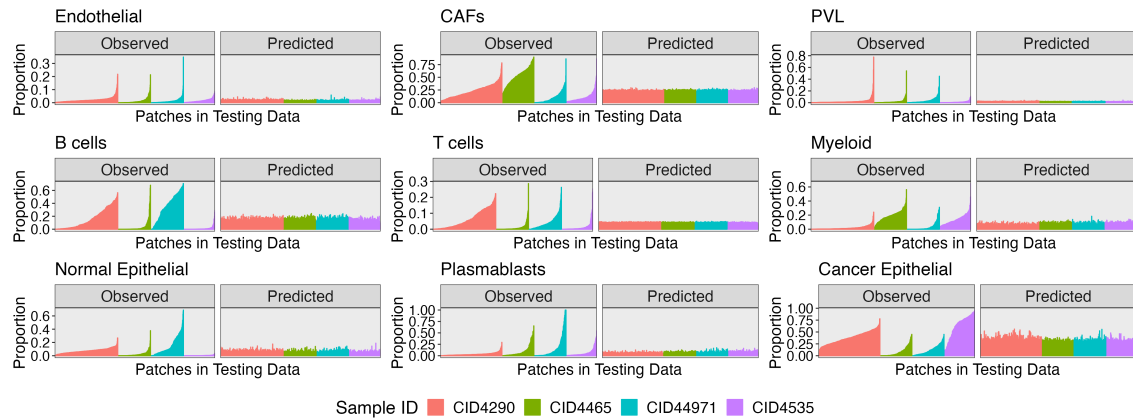 Endothelial
Observed
Predicted
Proportion
0.3
0.2
0.1
0.0
Patches in Testing Data
CAFs
Observed
Predicted
Proportion
0.75
0.50
0.25
0.00
Patches in Testing Data
PVL
Observed
Predicted
Proportion
0.8
0.6
0.4
0.2
0.0
Patches in Testing Data
B cells
Observed
Predicted
Proportion
0.6
0.4
0.2
0.0
Patches in Testing Data
T cells
Observed
Predicted
Proportion
0.3
0.2
0.1
0.0
Patches in Testing Data
Myeloid
Observed
Predicted
Proportion
0.6
0.4
0.2
0.0
Patches in Testing Data
Normal Epithelial
Observed
Predicted
Proportion
0.6
0.4
0.2
0.0
Patches in Testing Data
Plasmablasts
Observed
Predicted
Proportion
1.00
0.75
0.50
0.25
0.00
Patches in Testing Data
Cancer Epithelial
Observed
Predicted
Proportion
1.00
0.75
0.50
0.25
0.00
Patches in Testing Data
Sample ID CID4290 CID4465 CID44971 CID4535